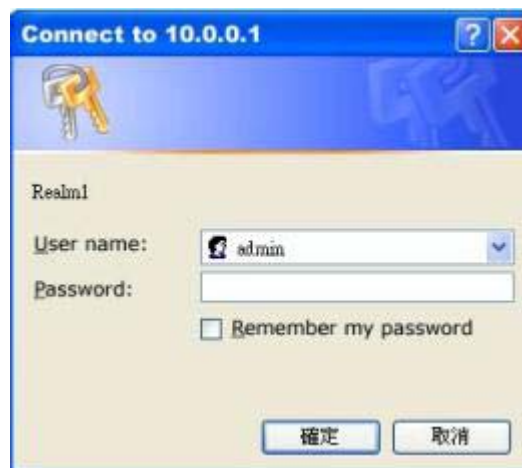 Connect to 10.0.0.1
Realm1
User name:
admin
Password:
Remember my password
確定
取消